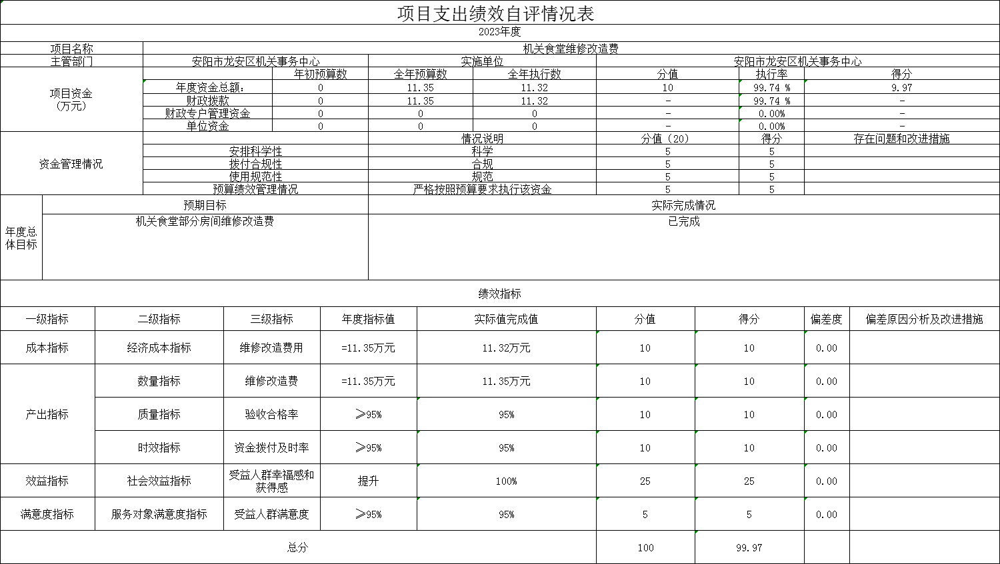 项目支出绩效自评情况表
2023年度
项目名称 机关食堂维修改造费
主管部门 安阳市龙安区机关事务中心 实施单位 安阳市龙安区机关事务中心
项目资金
(万元)
年初预算数 全年预算数 全年执行数 分值 执行率 得分
年度资金总额: 0 11.35 11.32 10 99.74 % 9.97
财政拨款 0 11.35 11.32 - 99.74 % -
财政专户管理资金 0 0 0 - 0.00% -
单位资金 0 0 0 - 0.00% -
资金管理情况
情况说明 分值（20） 得分 存在问题和改进措施
安排科学性 科学 5 5
拨付合规性 合规 5 5
使用规范性 规范 5 5
预算绩效管理情况 严格按照预算要求执行该资金 5 5
年度总
体目标
预期目标 实际完成情况
机关食堂部分房间维修改造费 已完成
绩效指标
一级指标 二级指标 三级指标 年度指标值 实际值完成值 分值 得分 偏差度 偏差原因分析及改进措施
成本指标 经济成本指标 维修改造费用 =11.35万元 11.32万元 10 10 0.00
产出指标
数量指标 维修改造费 =11.35万元 11.35万元 10 10 0.00
质量指标 验收合格率 ≥95% 95% 10 10 0.00
时效指标 资金拨付及时率 ≥95% 95% 10 10 0.00
效益指标 社会效益指标 受益人群幸福感和
获得感 提升 100% 25 25 0.00
满意度指标 服务对象满意度指标 受益人群满意度 ≥95% 95% 5 5 0.00
总分 100 99.97